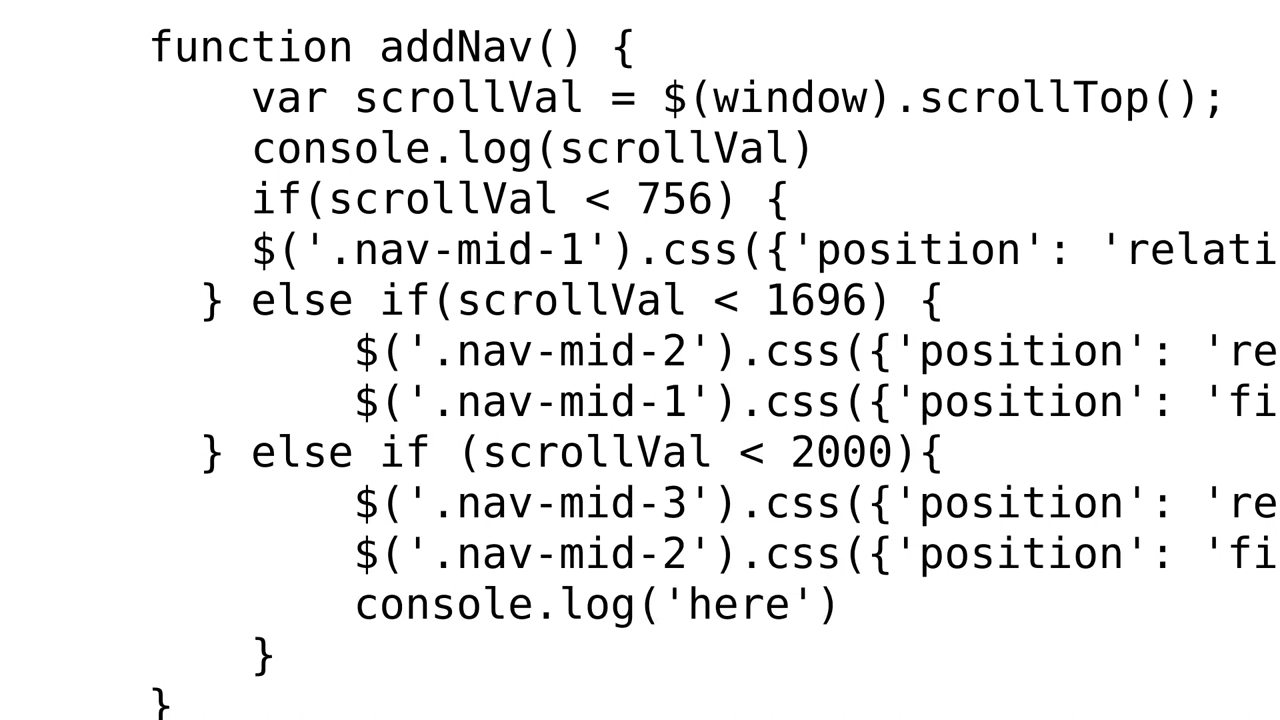 function addNav() {
var scrollVal = $(window).scrollTop();
console.log(scrollVal)
if(scrollVal < 756) {
$('.nav-mid-1').css({'position': 'relati
} else if(scrollVal < 1696) {
$('.nav-mid-2').css({'position': 're
$('.nav-mid-1').css({'position': 'fi
} else if (scrollVal < 2000){
$('.nav-mid-3').css({'position': 're
$('.nav-mid-2').css({'position': 'fi
console.log('here')
}
}